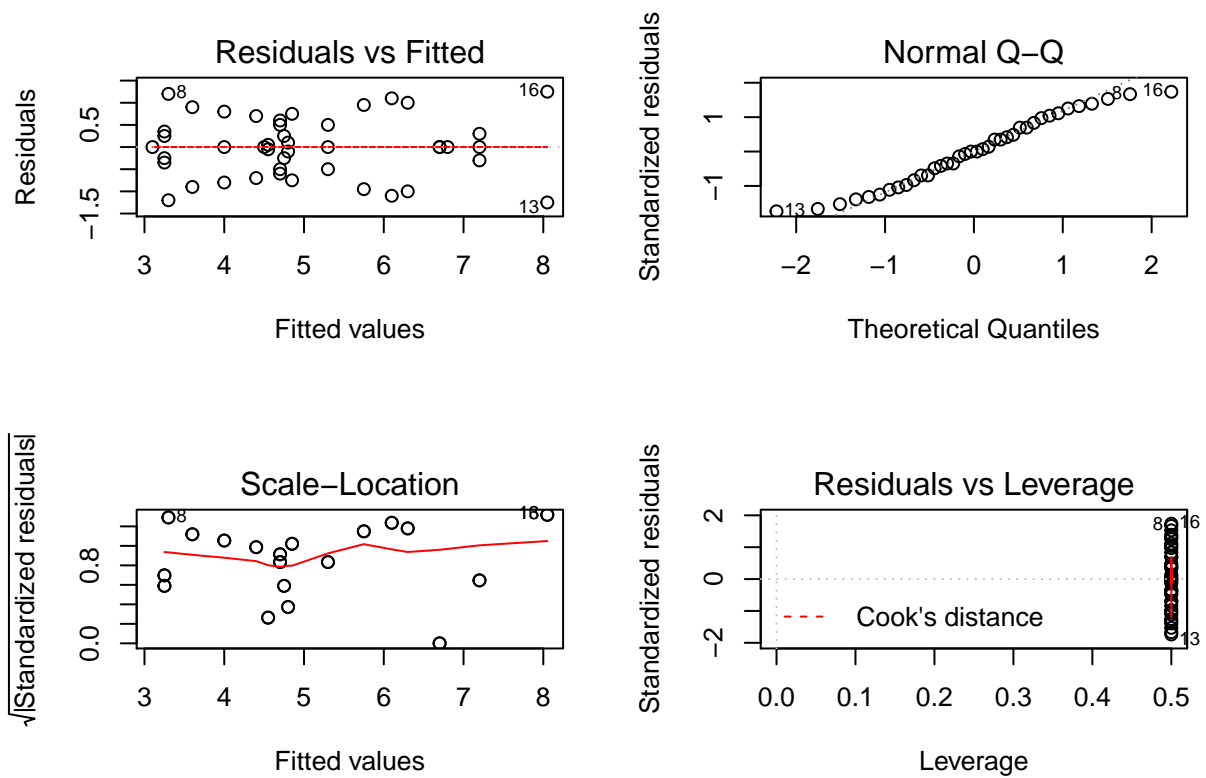 Residuals vs Fitted
Residuals
−1.5 0.5
8
16
13
3 4 5 6 7 8
Fitted values
Normal Q−Q
Standardized residuals
−1 1
8
16
13
−2 −1 0 1 2
Theoretical Quantiles
Scale−Location
√|Standardized residuals|
0.0 0.8
8
3 4 5 6 7 8
Fitted values
Residuals vs Leverage
Standardized residuals
−2 0 2
8
16
13
Cook's distance
0.0 0.1 0.2 0.3 0.4 0.5
Leverage